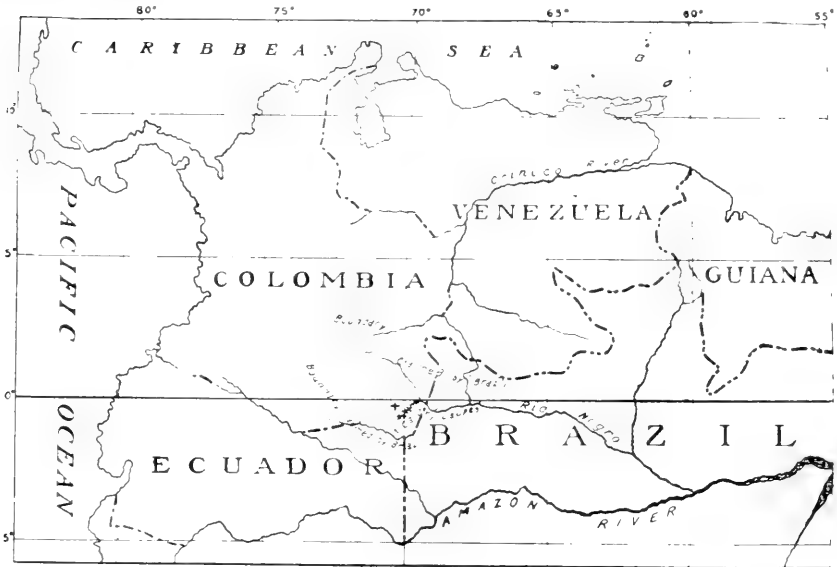 80° 75° 70° 65° 60° 55°
CARIBBEAN SEA
PACIFIC OCEAN
ORINOCO RIVER
VENEZUELA
5°
COLOMBIA
GUIANA
Boundary
0°
RIO NEGRO
BRAZIL
ECUADOR
AMAZON RIVER
5°